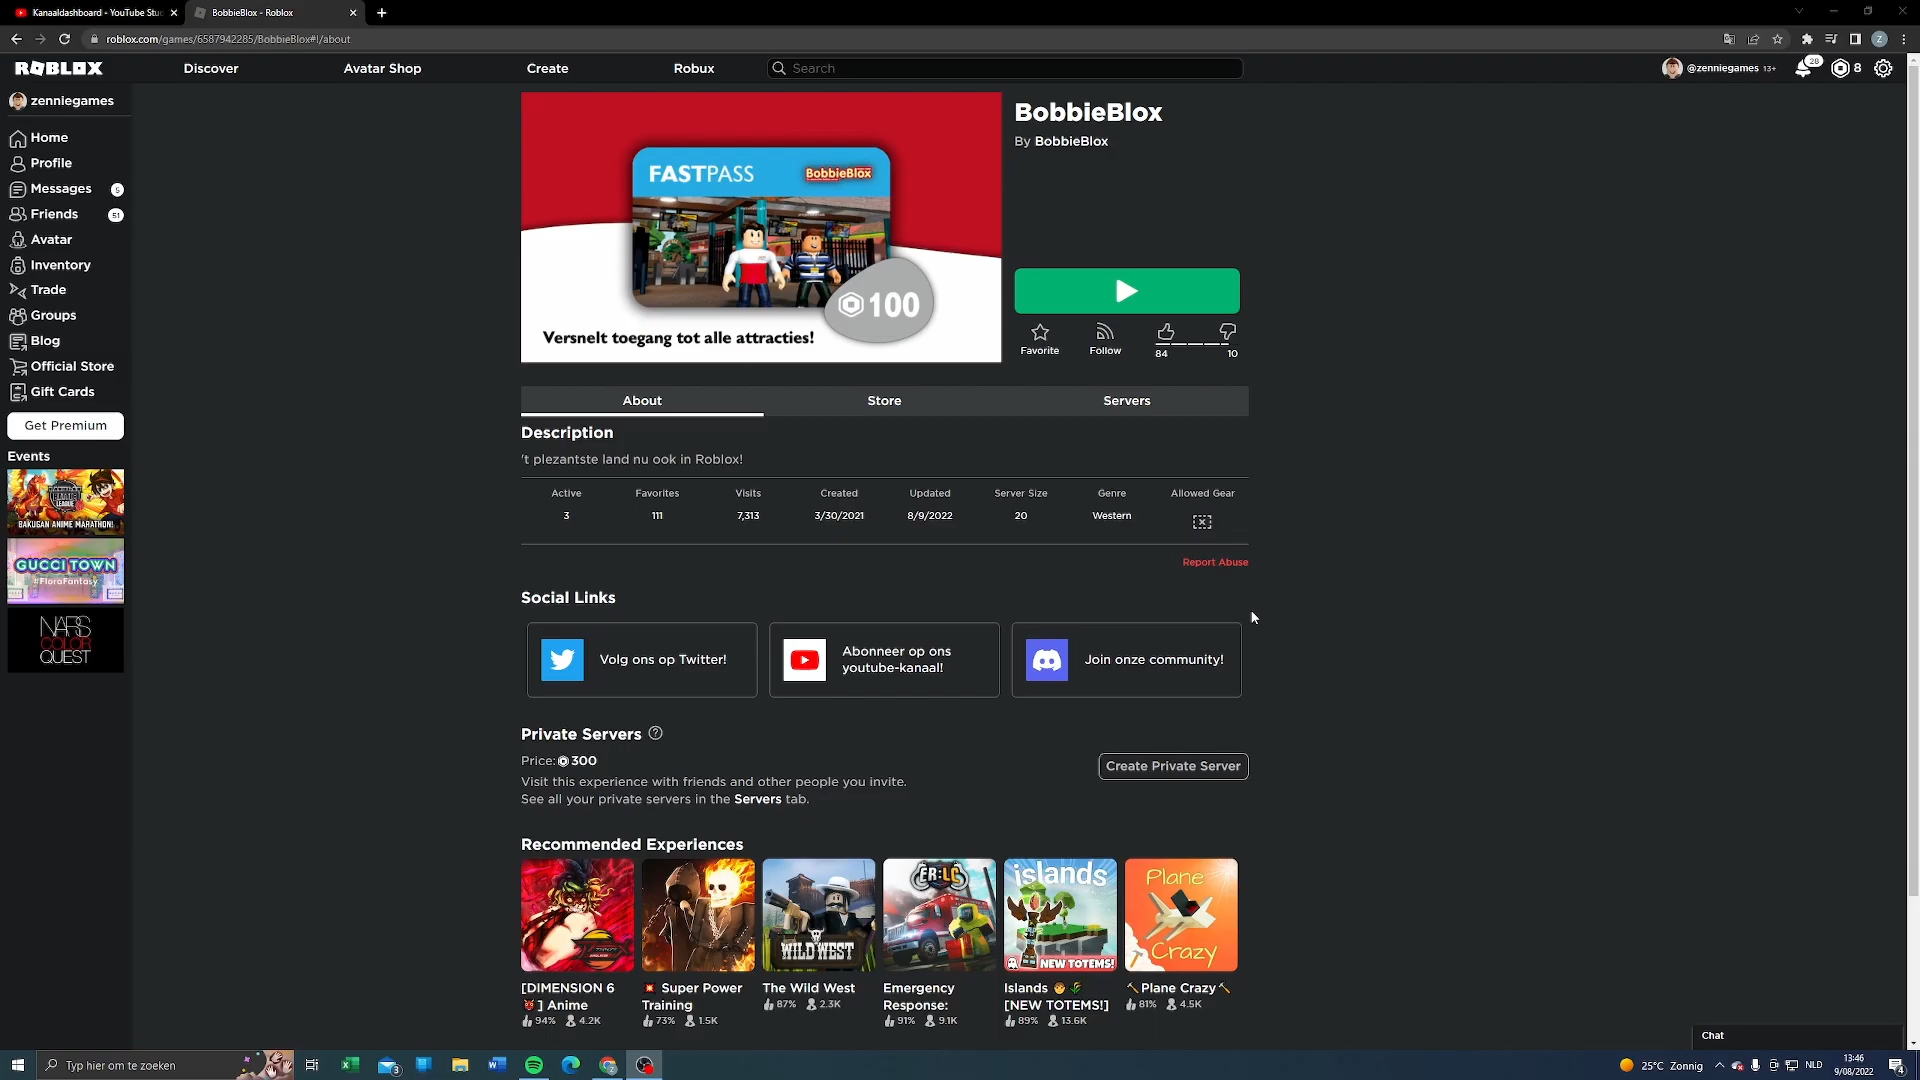 Kanaaldashboard - YouTube Stu
BobbieBlox - Roblox
roblox.com/games/6587942285/BobbieBlox#!/about
ROBLOX
Discover
Avatar Shop
Create
Robux
Search
@zenniegames 13+
28
8
zenniegames
Home
Profile
Messages 5
Friends 51
Avatar
Inventory
Trade
Groups
Blog
Official Store
Gift Cards
Get Premium
Events
BAKUGAN ANIME MARATHON!
GUCCI TOWN
#FloraFantasy
NARS
COLOR
QUEST
FASTPASS BobbieBlox
100
Versnelt toegang tot alle attracties!
BobbieBlox
By BobbieBlox
Favorite
Follow
84
10
About
Store
Servers
Description
't plezantste land nu ook in Roblox!
Active Favorites Visits Created Updated Server Size Genre Allowed Gear
3 111 7,313 3/30/2021 8/9/2022 20 Western
Report Abuse
Social Links
Volg ons op Twitter!
Abonneer op ons
youtube-kanaal!
Join onze community!
Private Servers
Price: 300
Create Private Server
Visit this experience with friends and other people you invite.
See all your private servers in the Servers tab.
Recommended Experiences
WILD WEST
ER:LC
islands
NEW TOTEMS!
Plane
Crazy
[DIMENSION 6
👹] Anime
94% 4.2K
💥 Super Power
Training
73% 1.5K
The Wild West
87% 2.3K
Emergency
Response:
91% 9.1K
Islands
[NEW TOTEMS!]
89% 13.6K
🔨Plane Crazy🔨
81% 4.5K
Chat
Typ hier om te zoeken
3
25°C Zonnig
NLD
13:46
9/08/2022
4